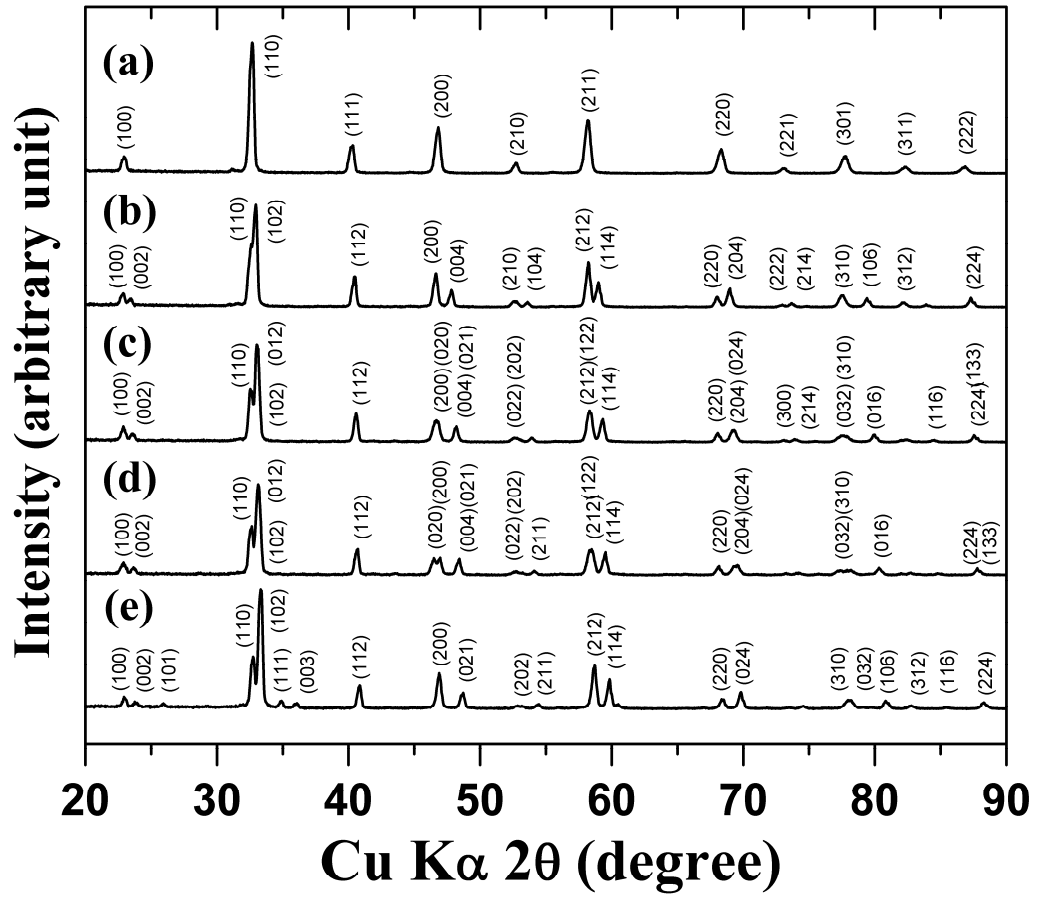 Intensity (arbitrary unit)
(a)
(100) (110) (111) (200) (210) (211) (220) (221) (301) (311) (222)
(b)
(100) (002) (110) (102) (112) (200) (004) (210) (104) (212) (114) (220) (204) (222) (214) (310) (106) (312) (224)
(c)
(100) (002) (110) (012) (102) (112) (200) (020) (004) (021) (022) (202) (212) (122) (114) (220) (204) (024) (300) (214) (032) (310) (016) (116) (224) (133)
(d)
(100) (002) (110) (012) (102) (112) (020) (200) (004) (021) (022) (202) (211) (212) (122) (114) (220) (204) (024) (032) (310) (016) (224) (133)
(e)
(100) (002) (101) (110) (102) (111) (003) (112) (200) (021) (202) (211) (212) (114) (220) (024) (310) (032) (106) (312) (116) (224)
20 30 40 50 60 70 80 90
Cu Kα 2θ (degree)